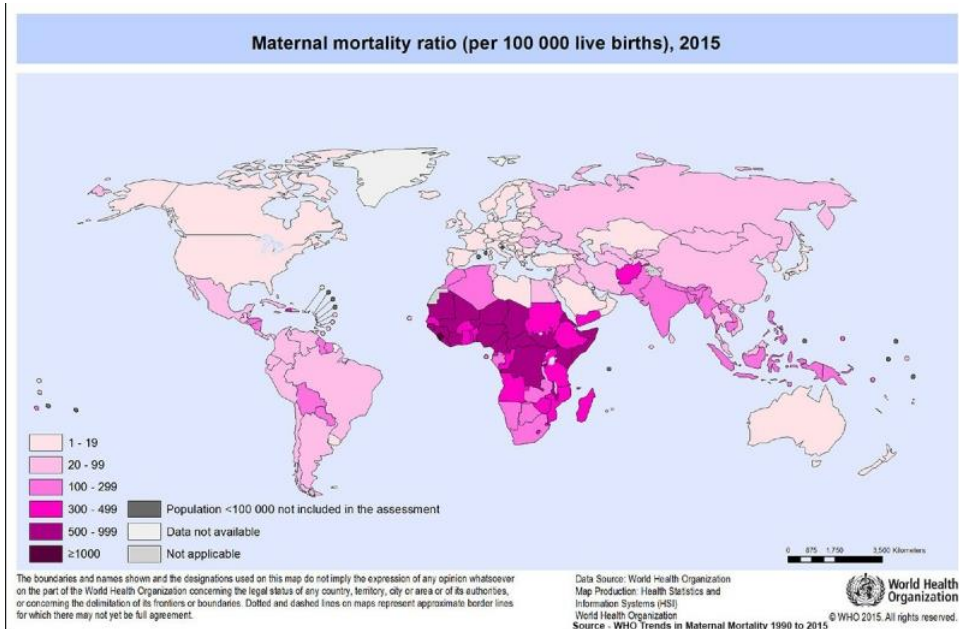 Maternal mortality ratio (per 100 000 live births), 2015
1 - 19
20 - 99
100 - 299
300 - 499
500 - 999
≥1000
Population <100 000 not included in the assessment
Data not available
Not applicable
0 875 1,750 3,500 Kilometers
The boundaries and names shown and the designations used on this map do not imply the expression of any opinion whatsoever
on the part of the World Health Organization concerning the legal status of any country, territory, city or area or of its authorities,
or concerning the delimitation of its frontiers or boundaries. Dotted and dashed lines on maps represent approximate border lines
for which there may not yet be full agreement.
Data Source: World Health Organization
Map Production: Health Statistics and
Information Systems (HSI)
World Health Organization
Source - WHO Trends in Maternal Mortality 1990 to 2015
World Health
Organization
© WHO 2015. All rights reserved.